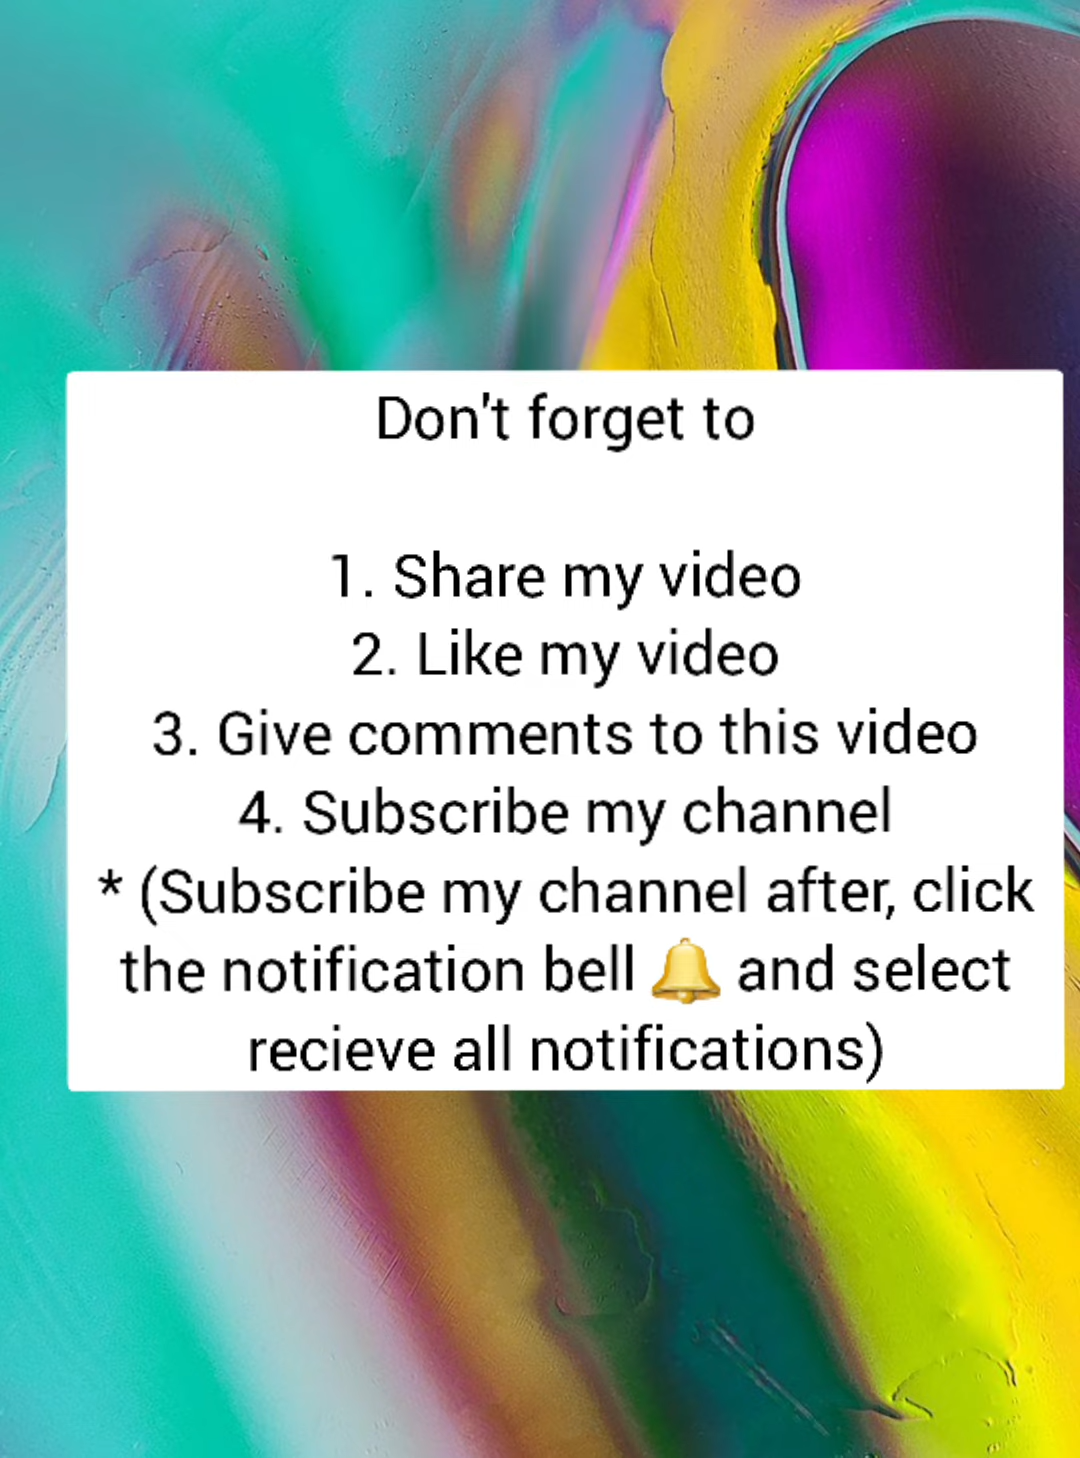 Don't forget to
1. Share my video
2. Like my video
3. Give comments to this video
4. Subscribe my channel
* (Subscribe my channel after, click
the notification bell 🔔 and select
recieve all notifications)